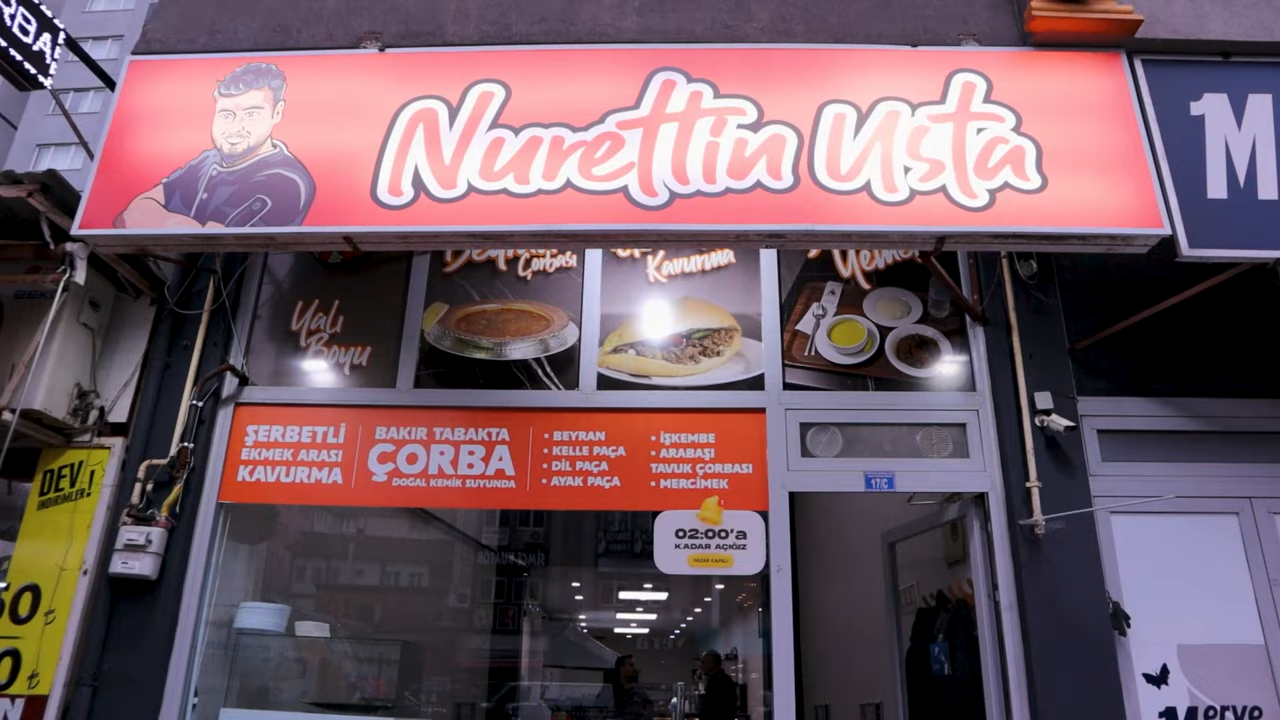 Nurettin Usta
Yalı
Boyu
Çorbası
Kavurma
ŞERBETLİ
EKMEK ARASI
KAVURMA
BAKIR TABAKTA
ÇORBA
DOĞAL KEMİK SUYUNDA
• BEYRAN
• KELLE PAÇA
• DİL PAÇA
• AYAK PAÇA
• İŞKEMBE
• ARABAŞI
TAVUK ÇORBASI
• MERCİMEK
17/C
02:00'a
KADAR AÇIĞIZ
PAZAR KAPALI
DEV
İNDİRİMLER!
1M
Merve